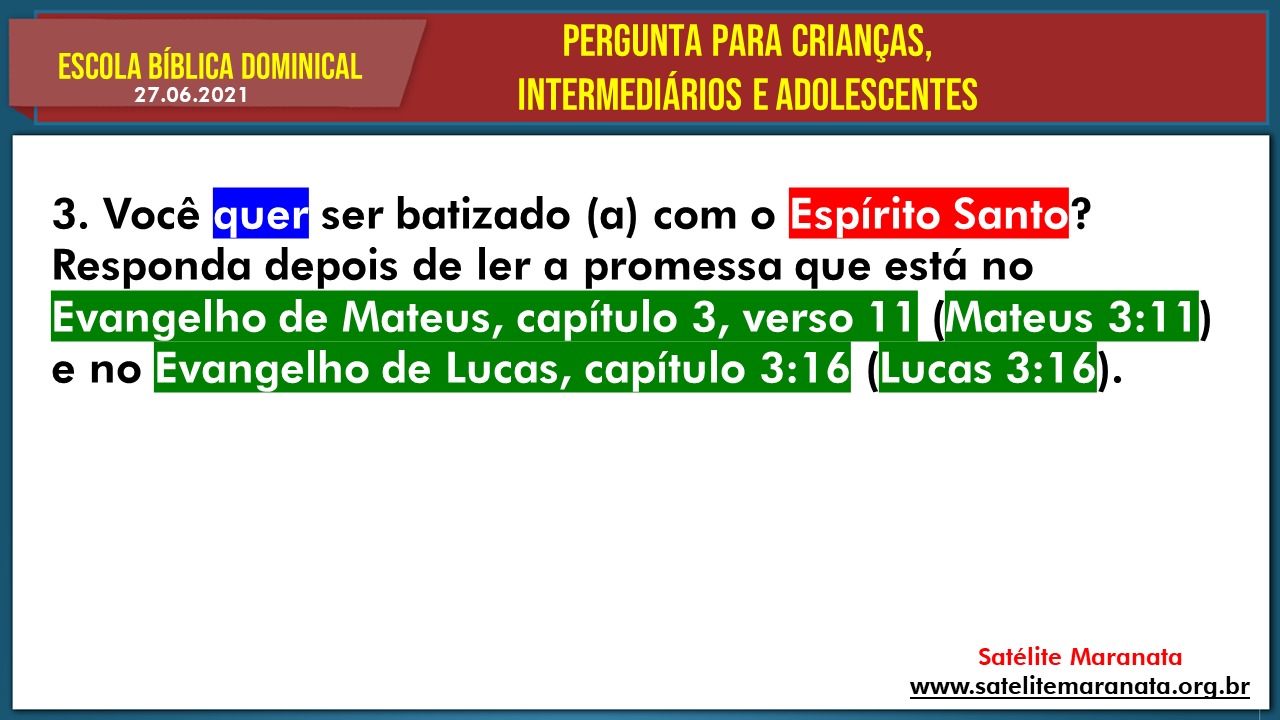 ESCOLA BÍBLICA DOMINICAL
27.06.2021
PERGUNTA PARA CRIANÇAS,
INTERMEDIÁRIOS E ADOLESCENTES
3. Você quer ser batizado (a) com o Espírito Santo?
Responda depois de ler a promessa que está no
Evangelho de Mateus, capítulo 3, verso 11 (Mateus 3:11)
e no Evangelho de Lucas, capítulo 3:16 (Lucas 3:16).
Satélite Maranata
www.satelitemaranata.org.br